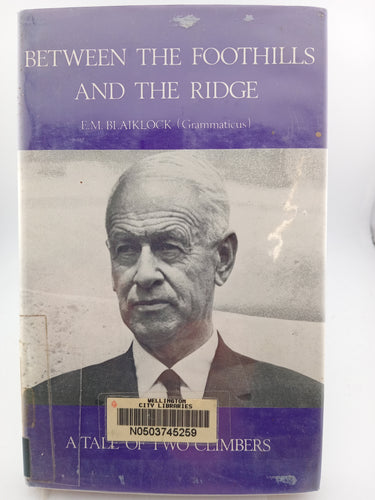 BETWEEN THE FOOTHILLS
AND THE RIDGE
E.M. BLAIKLOCK (Grammaticus)
WELLINGTON
CITY LIBRARIES
N0503745259
A TALE OF TWO CLIMBERS